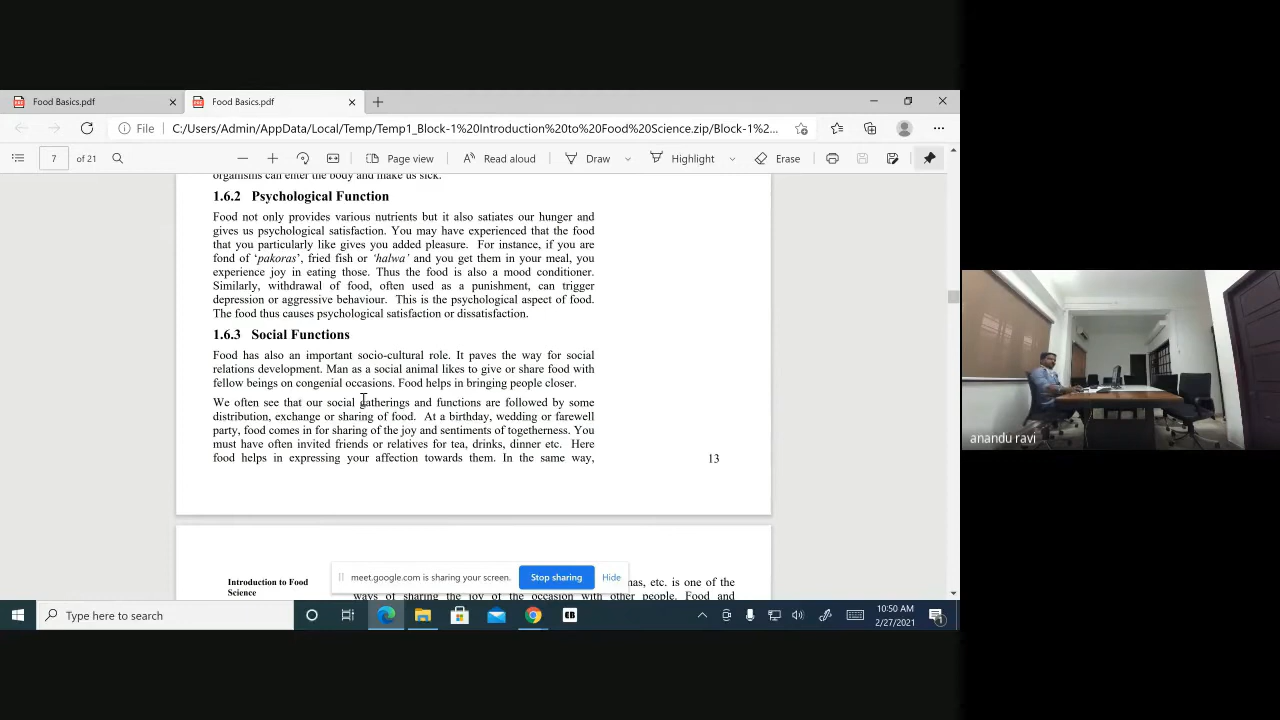 Food Basics.pdf
Food Basics.pdf
File
C:/Users/Admin/AppData/Local/Temp/Temp1_Block-1%20Introduction%20to%20Food%20Science.zip/Block-1%2...
7 of 21
Page view
Read aloud
Draw
Highlight
Erase
organisms can enter the body and make us sick.
1.6.2 Psychological Function
Food not only provides various nutrients but it also satiates our hunger and
gives us psychological satisfaction. You may have experienced that the food
that you particularly like gives you added pleasure. For instance, if you are
fond of ‘pakoras’, fried fish or ‘halwa’ and you get them in your meal, you
experience joy in eating those. Thus the food is also a mood conditioner.
Similarly, withdrawal of food, often used as a punishment, can trigger
depression or aggressive behaviour. This is the psychological aspect of food.
The food thus causes psychological satisfaction or dissatisfaction.
1.6.3 Social Functions
Food has also an important socio-cultural role. It paves the way for social
relations development. Man as a social animal likes to give or share food with
fellow beings on congenial occasions. Food helps in bringing people closer.
We often see that our social gatherings and functions are followed by some
distribution, exchange or sharing of food. At a birthday, wedding or farewell
party, food comes in for sharing of the joy and sentiments of togetherness. You
must have often invited friends or relatives for tea, drinks, dinner etc. Here
food helps in expressing your affection towards them. In the same way,
13
Introduction to Food
Science
mas, etc. is one of the
ways of sharing the joy of the occasion with other people. Food and
meet.google.com is sharing your screen.
Stop sharing
Hide
Type here to search
10:50 AM
2/27/2021
anandu ravi